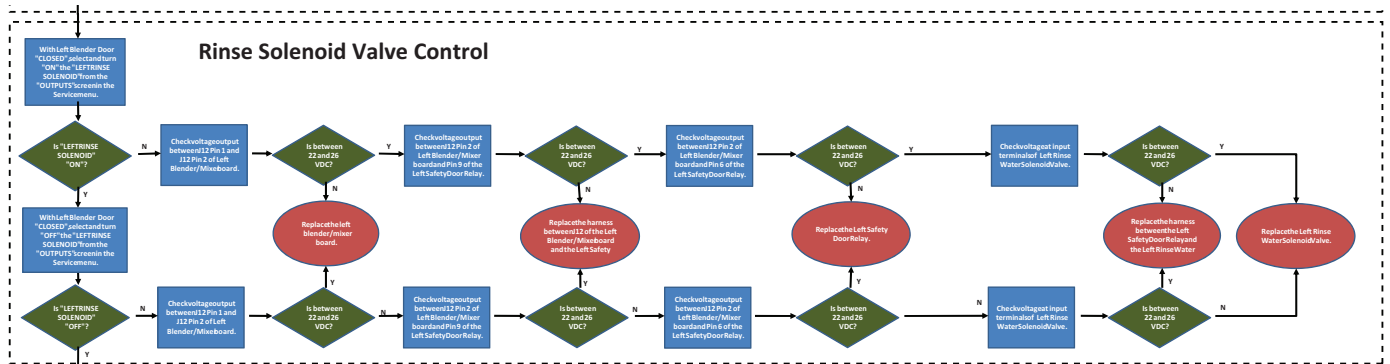 Rinse Solenoid Valve Control
With Left Blender Door
"CLOSED", select and turn
"ON" the "LEFT RINSE
SOLENOID" from the
"OUTPUTS" screen in the
Service menu.
Is "LEFT RINSE
SOLENOID"
"ON"?
N
Check voltage output
between J12 Pin 1 and
J12 Pin 2 of Left
Blender/Mixe board.
Is between
22 and 26
VDC?
Y
Check voltage output
between J12 Pin 2 of
Left Blender/Mixer
board and Pin 9 of the
Left Safety Door Relay.
Is between
22 and 26
VDC?
Y
Check voltage output
between J12 Pin 2 of
Left Blender/Mixer
board and Pin 6 of the
Left Safety Door Relay.
Is between
22 and 26
VDC?
Y
Check voltage at input
terminals of Left Rinse
Water Solenoid Valve.
Is between
22 and 26
VDC?
Y
Y
N
N
N
N
With Left Blender Door
"CLOSED", select and turn
"OFF" the "LEFT RINSE
SOLENOID" from the
"OUTPUTS" screen in the
Service menu.
Replace the left
blender/mixer
board.
Replace the harness
between J12 of the Left
Blender/Mixe board
and the Left Safety
Replace the Left Safety
Door Relay.
Replace the harness
between the Left
Safety Door Relay and
the Left Rinse Water
Replace the Left Rinse
Water Solenoid Valve.
Y
Y
Y
Y
Is "LEFT RINSE
SOLENOID"
"OFF"?
N
Check voltage output
between J12 Pin 1 and
J12 Pin 2 of Left
Blender/Mixe board.
Is between
22 and 26
VDC?
N
Check voltage output
between J12 Pin 2 of
Left Blender/Mixer
board and Pin 9 of the
Left Safety Door Relay.
Is between
22 and 26
VDC?
N
Check voltage output
between J12 Pin 2 of
Left Blender/Mixer
board and Pin 6 of the
Left Safety Door Relay.
Is between
22 and 26
VDC?
N
Check voltage at input
terminals of Left Rinse
Water Solenoid Valve.
Is between
22 and 26
VDC?
N
Y